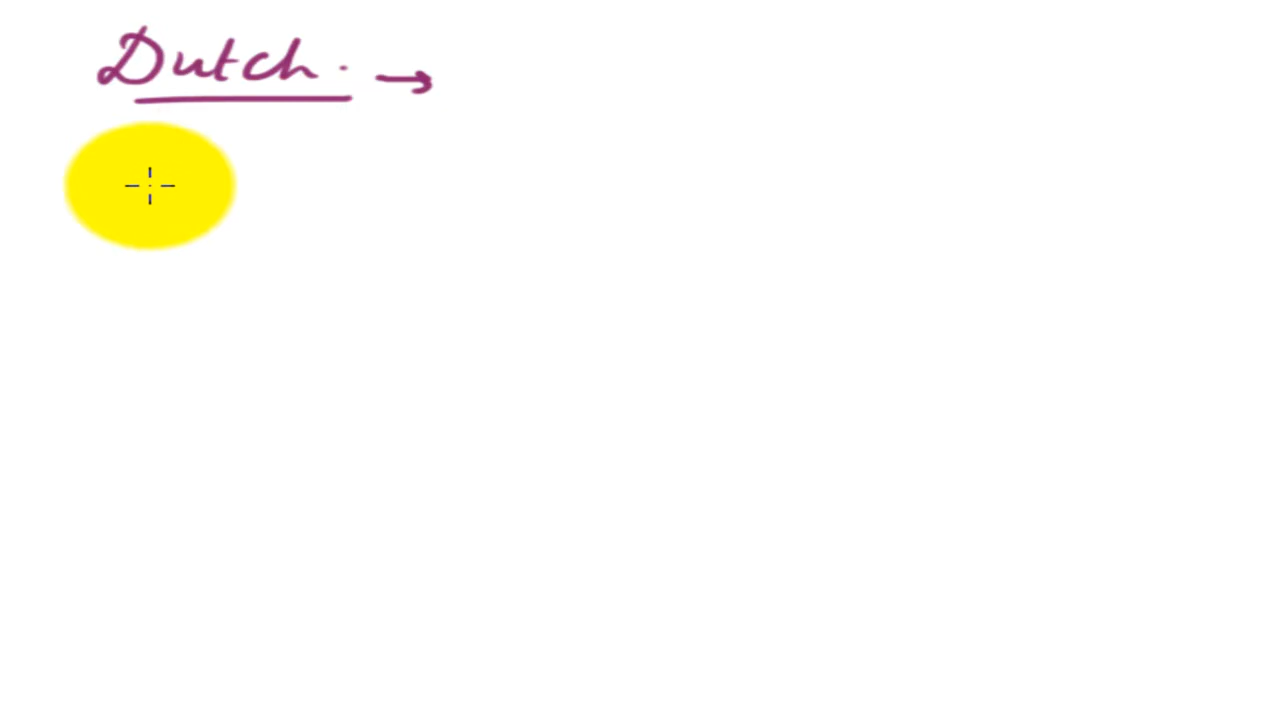 Dutch. →